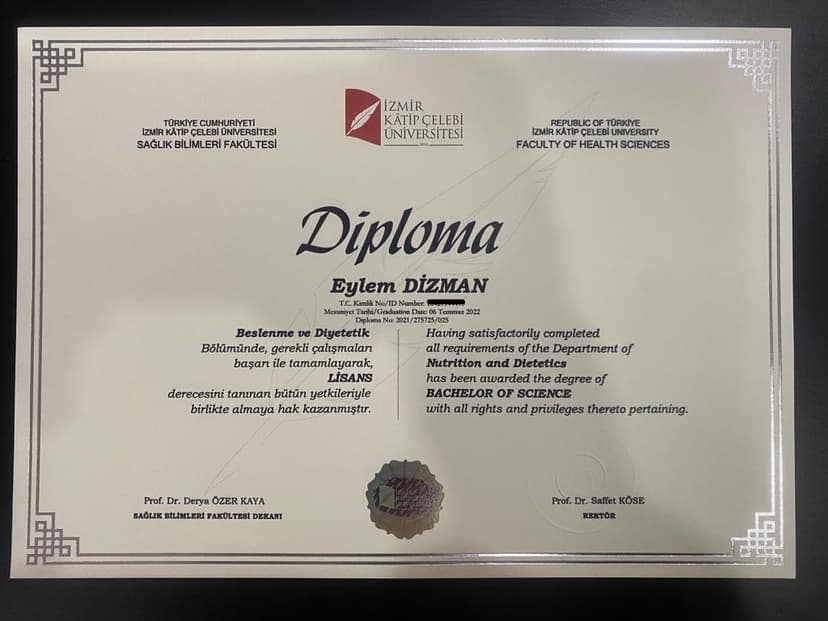 TÜRKİYE CUMHURİYETİ
İZMİR KÂTİP ÇELEBİ ÜNİVERSİTESİ
SAĞLIK BİLİMLERİ FAKÜLTESİ
İZMİR
KÂTİP ÇELEBİ
ÜNİVERSİTESİ
REPUBLIC OF TÜRKİYE
İZMİR KÂTİP ÇELEBİ UNIVERSITY
FACULTY OF HEALTH SCIENCES
Diploma
Eylem DİZMAN
T.C. Kimlik No/ID Number:
Mezuniyet Tarihi/Graduation Date: 06 Temmuz 2022
Diploma No: 2021/275725/025
Beslenme ve Diyetetik
Bölümünde, gerekli çalışmaları
başarı ile tamamlayarak,
LİSANS
derecesini tanınan bütün yetkileriyle
birlikte almaya hak kazanmıştır.
Having satisfactorily completed
all requirements of the Department of
Nutrition and Dietetics
has been awarded the degree of
BACHELOR OF SCIENCE
with all rights and privileges thereto pertaining.
Prof. Dr. Derya ÖZER KAYA
SAĞLIK BİLİMLERİ FAKÜLTESİ DEKANI
Prof. Dr. Saffet KÖSE
REKTÖR